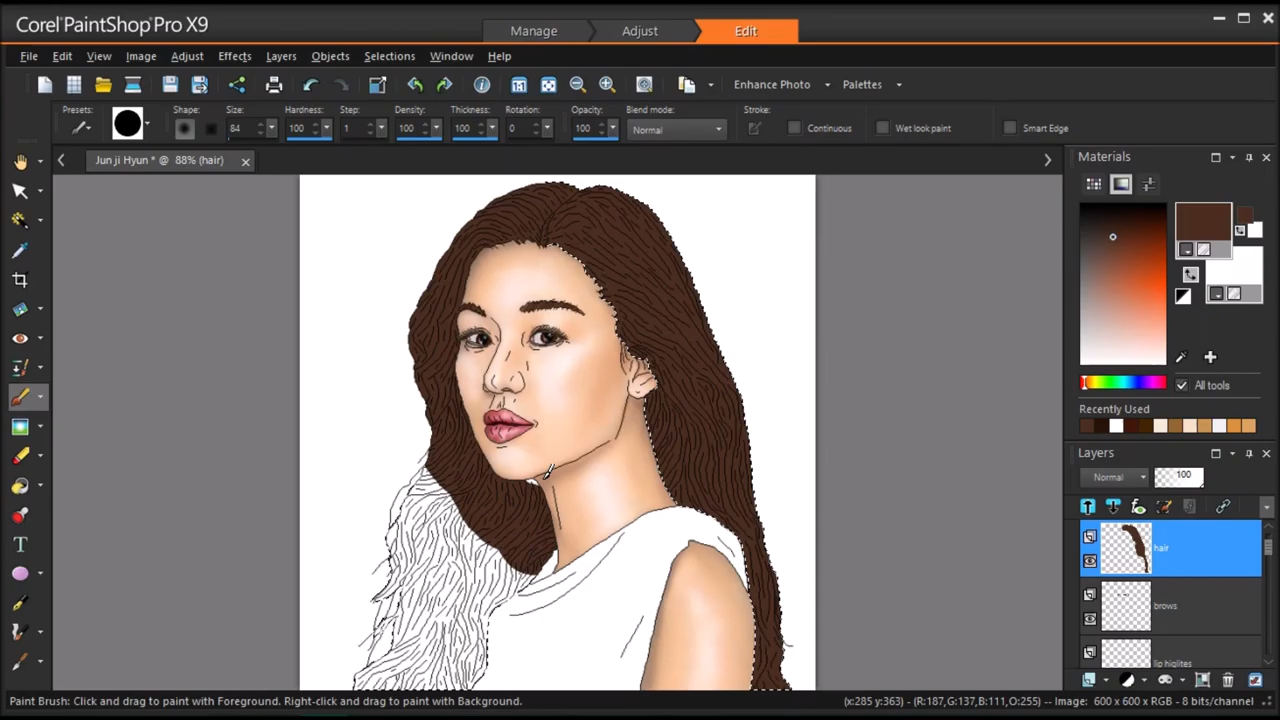 Corel PaintShop Pro X9
Manage Adjust Edit
File Edit View Image Adjust Effects Layers Objects Selections Window Help
Enhance Photo Palettes
Presets: Shape: Size: Hardness: Step: Density: Thickness: Rotation: Opacity: Blend mode: Stroke:
84 100 1 100 100 0 100 Normal Continuous Wet look paint Smart Edge
Jun ji Hyun * @ 88% (hair)
Materials
All tools
Recently Used
Layers
Normal 100
hair
brows
lip higlites
Paint Brush: Click and drag to paint with Foreground. Right-click to paint with Background. (x:285 y:363) -- (R:187,G:137,B:111,O:255) -- Image: 600 x 600 x RGB - 8 bits/channel